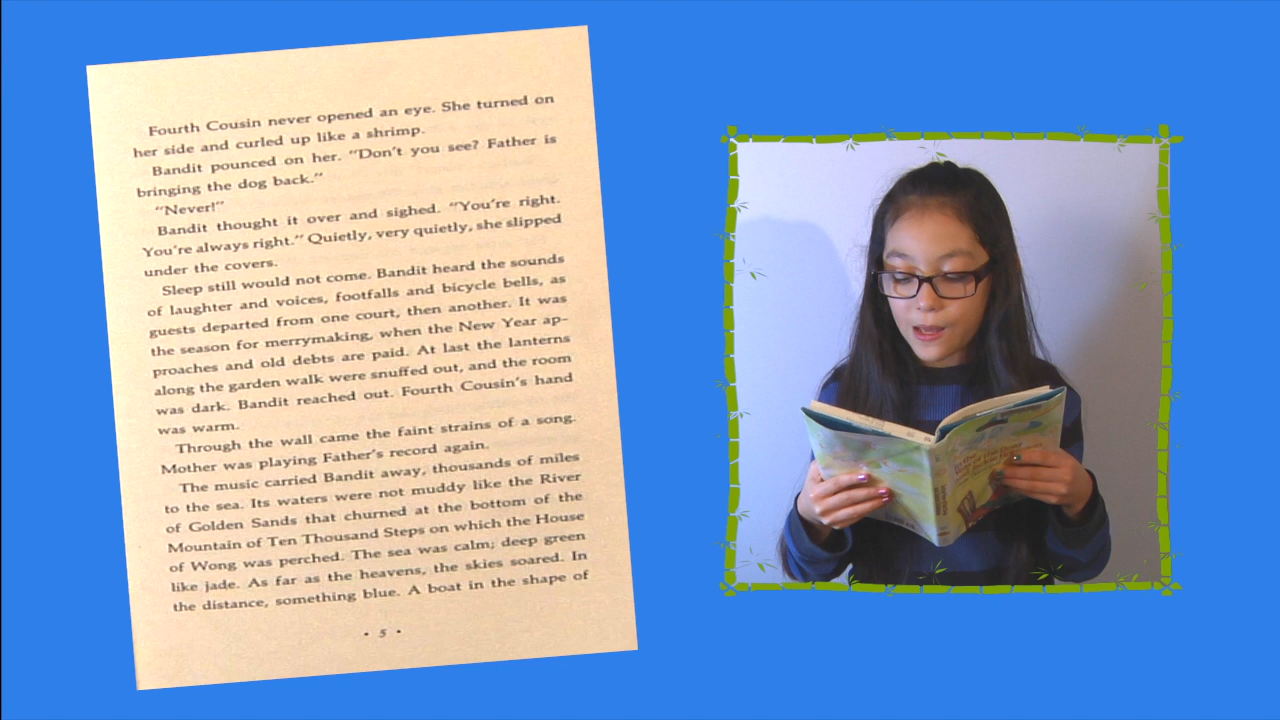 Fourth Cousin never opened an eye. She turned on
her side and curled up like a shrimp.
Bandit pounced on her. "Don't you see? Father is
bringing the dog back."
"Never!"
Bandit thought it over and sighed. "You're right.
You're always right." Quietly, very quietly, she slipped
under the covers.
Sleep still would not come. Bandit heard the sounds
of laughter and voices, footfalls and bicycle bells, as
guests departed from one court, then another. It was
the season for merrymaking, when the New Year ap-
proaches and old debts are paid. At last the lanterns
along the garden walk were snuffed out, and the room
was dark. Bandit reached out. Fourth Cousin's hand
was warm.
Through the wall came the faint strains of a song.
Mother was playing Father's record again.
The music carried Bandit away, thousands of miles
to the sea. Its waters were not muddy like the River
of Golden Sands that churned at the bottom of the
Mountain of Ten Thousand Steps on which the House
of Wong was perched. The sea was calm; deep green
like jade. As far as the heavens, the skies soared. In
the distance, something blue. A boat in the shape of
• 5 •